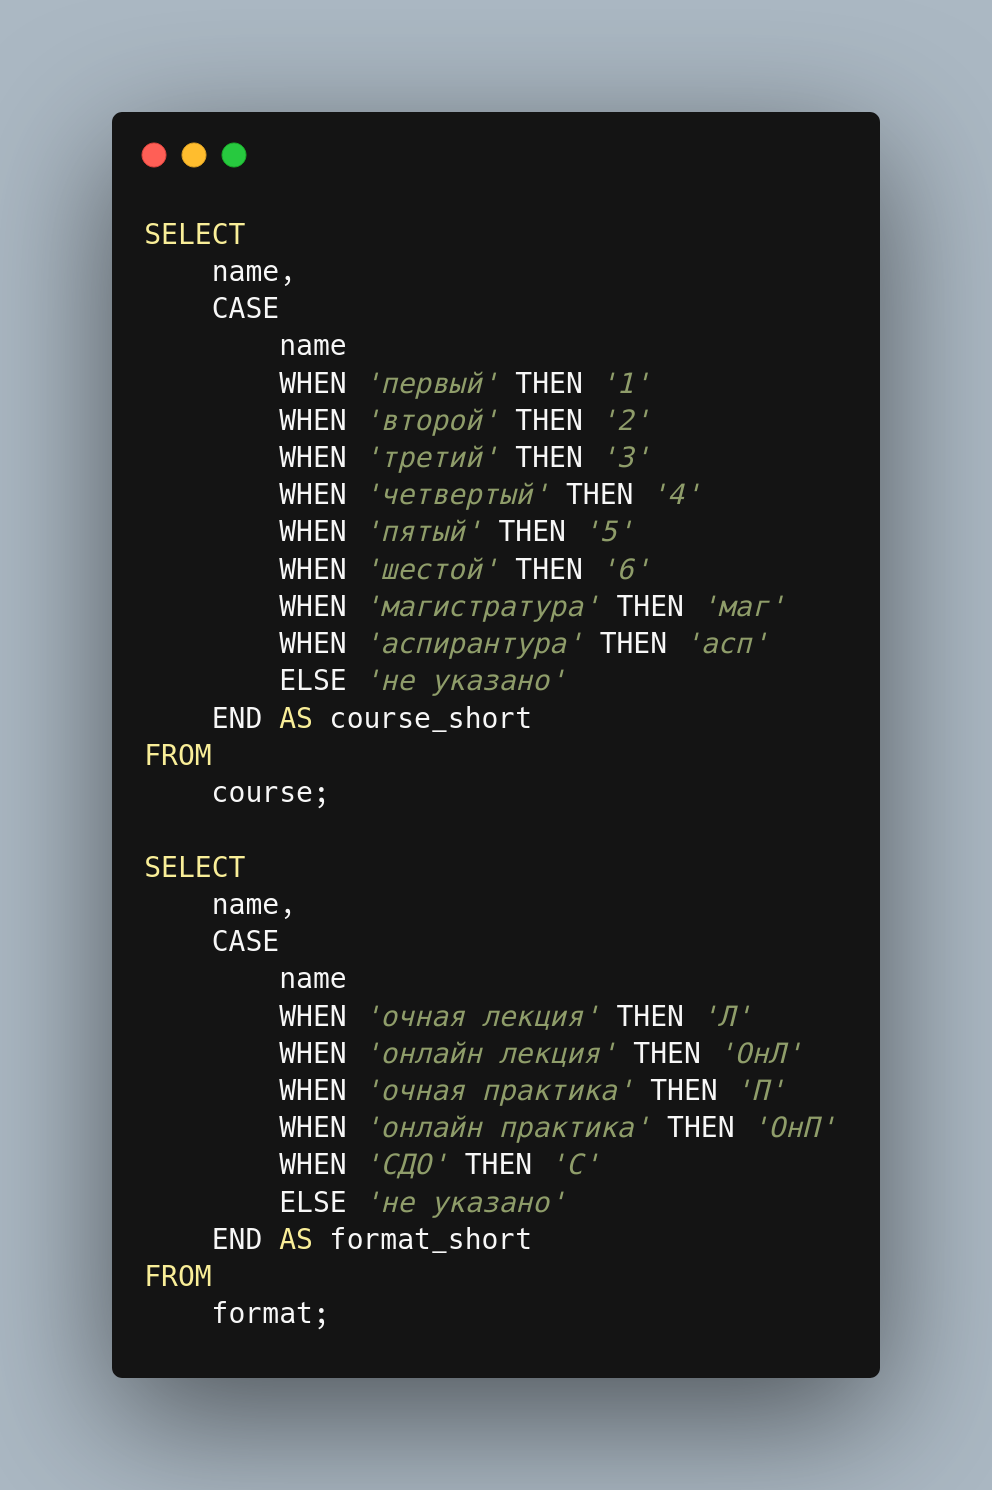 SELECT
    name,
    CASE
        name
        WHEN 'первый' THEN '1'
        WHEN 'второй' THEN '2'
        WHEN 'третий' THEN '3'
        WHEN 'четвертый' THEN '4'
        WHEN 'пятый' THEN '5'
        WHEN 'шестой' THEN '6'
        WHEN 'магистратура' THEN 'маг'
        WHEN 'аспирантура' THEN 'асп'
        ELSE 'не указано'
    END AS course_short
FROM
    course;

SELECT
    name,
    CASE
        name
        WHEN 'очная лекция' THEN 'Л'
        WHEN 'онлайн лекция' THEN 'ОнЛ'
        WHEN 'очная практика' THEN 'П'
        WHEN 'онлайн практика' THEN 'ОнП'
        WHEN 'СДО' THEN 'С'
        ELSE 'не указано'
    END AS format_short
FROM
    format;